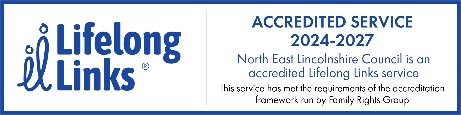 Lifelong
Links®
ACCREDITED SERVICE
2024-2027
North East Lincolnshire Council is an
accredited Lifelong Links service
This service has met the requirements of the accreditation
framework run by Family Rights Group